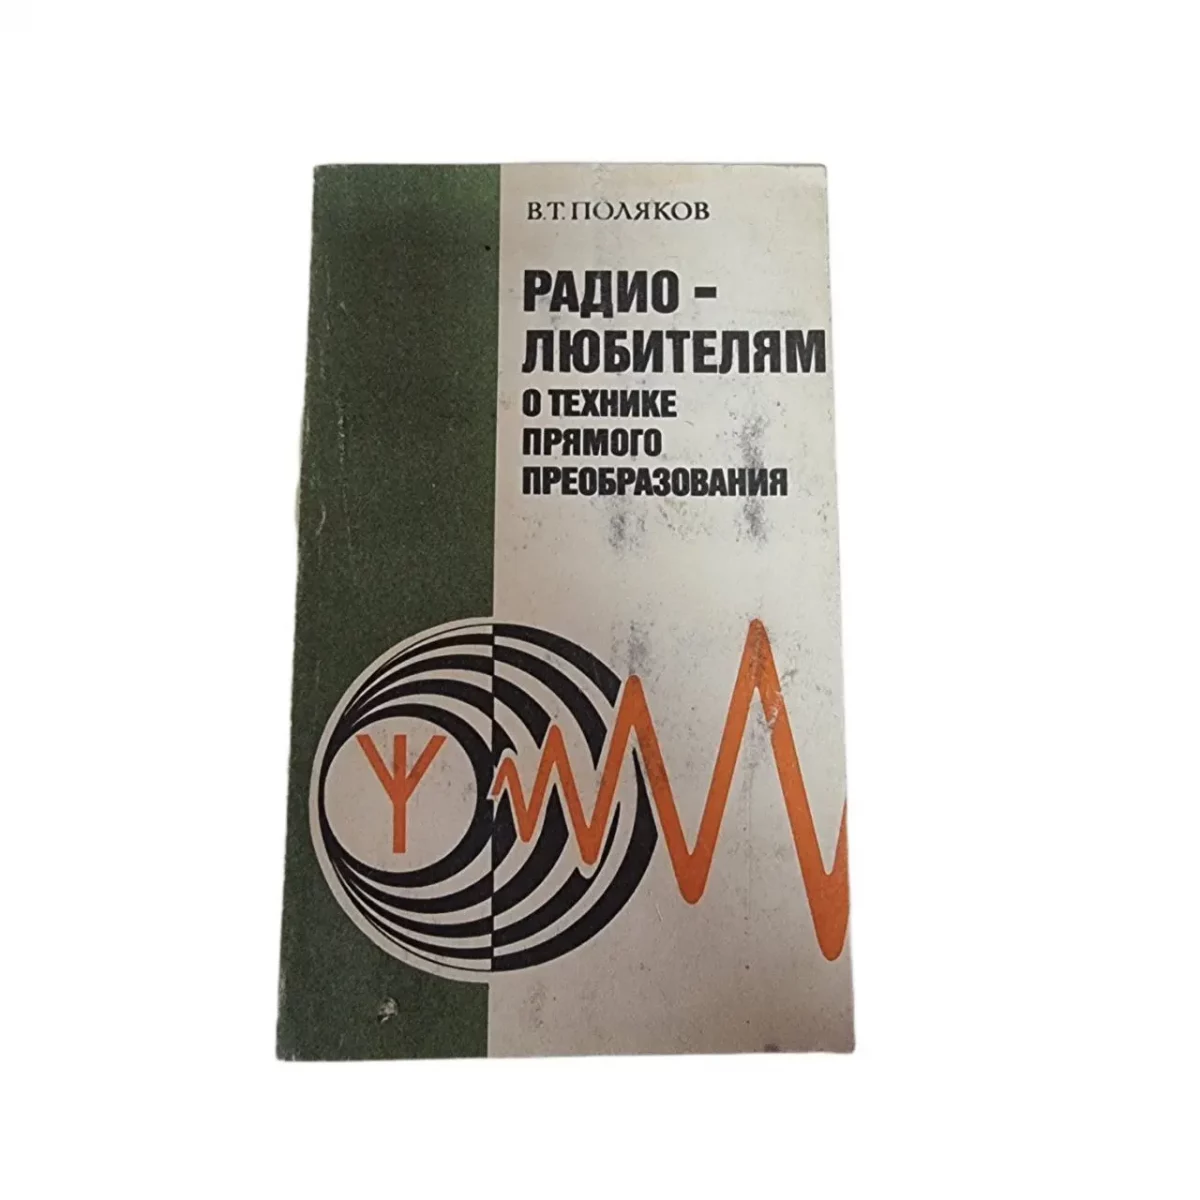 В.Т. ПОЛЯКОВ
РАДИО -
ЛЮБИТЕЛЯМ
О ТЕХНИКЕ
ПРЯМОГО
ПРЕОБРАЗОВАНИЯ